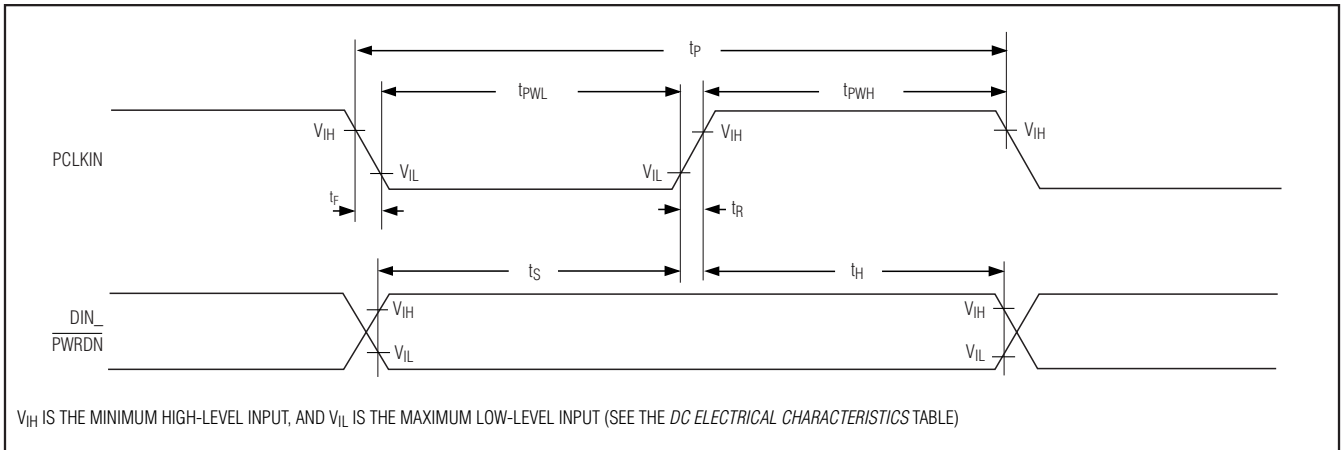 tP
tPWL
tPWH
VIH
VIH
VIH
PCLKIN
VIL
VIL
tF
tR
tS
tH
DIN_
PWRDN
VIH
VIH
VIL
VIL
VIH IS THE MINIMUM HIGH-LEVEL INPUT, AND VIL IS THE MAXIMUM LOW-LEVEL INPUT (SEE THE DC ELECTRICAL CHARACTERISTICS TABLE)